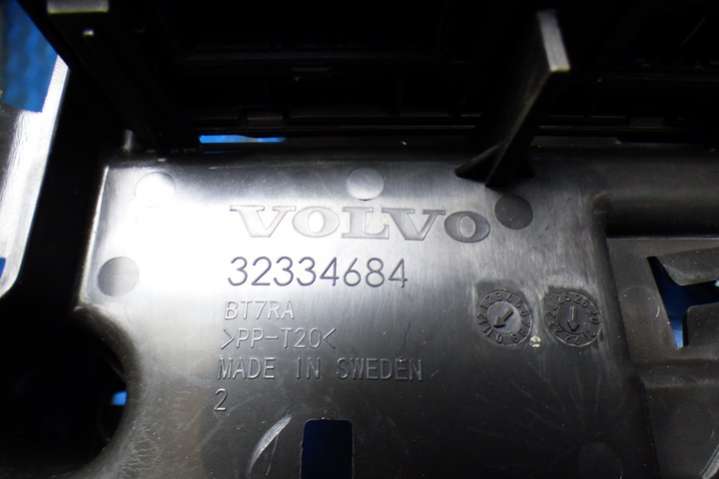 VOLVO
32334684
BT7RA
>PP-T20<
MADE IN SWEDEN
2